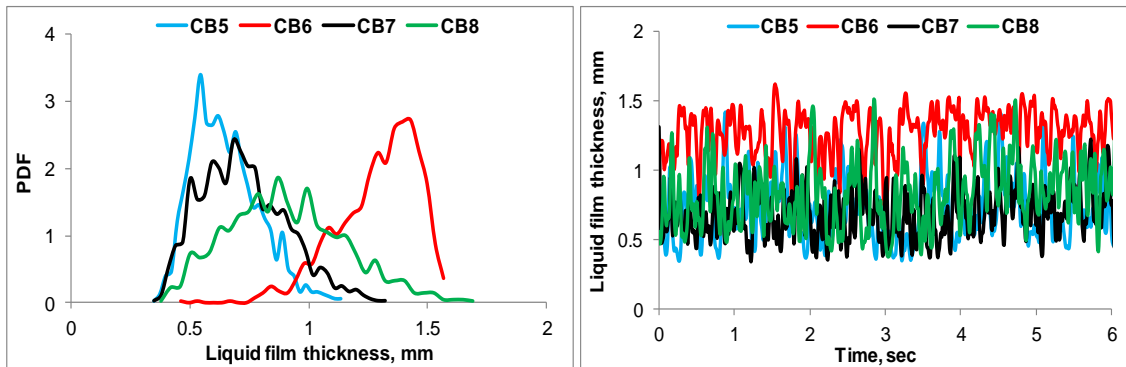 CB5 CB6 CB7 CB8
4
3
2
1
0
PDF
0 0.5 1 1.5 2
Liquid film thickness, mm
CB5 CB6 CB7 CB8
2
1.5
1
0.5
0
Liquid film thickness, mm
0 1 2 3 4 5 6
Time, sec